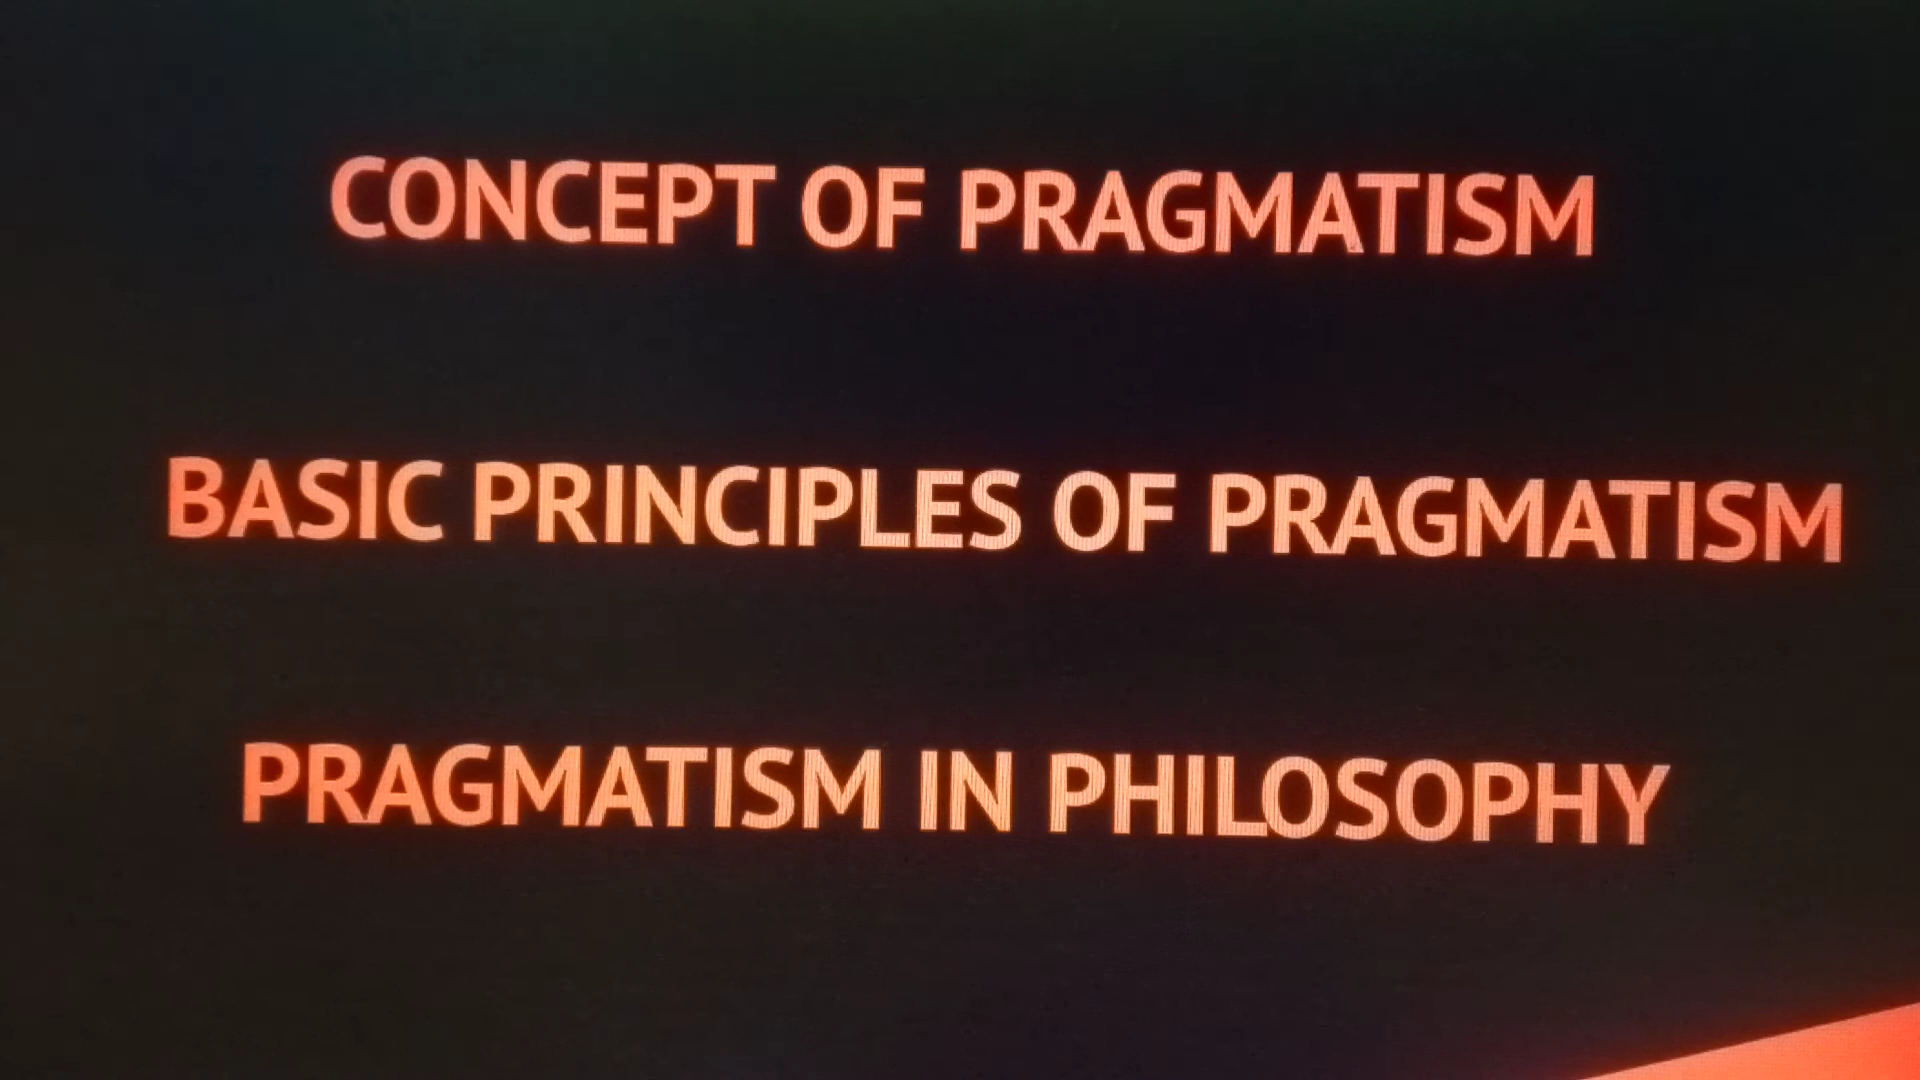 CONCEPT OF PRAGMATISM
BASIC PRINCIPLES OF PRAGMATISM
PRAGMATISM IN PHILOSOPHY